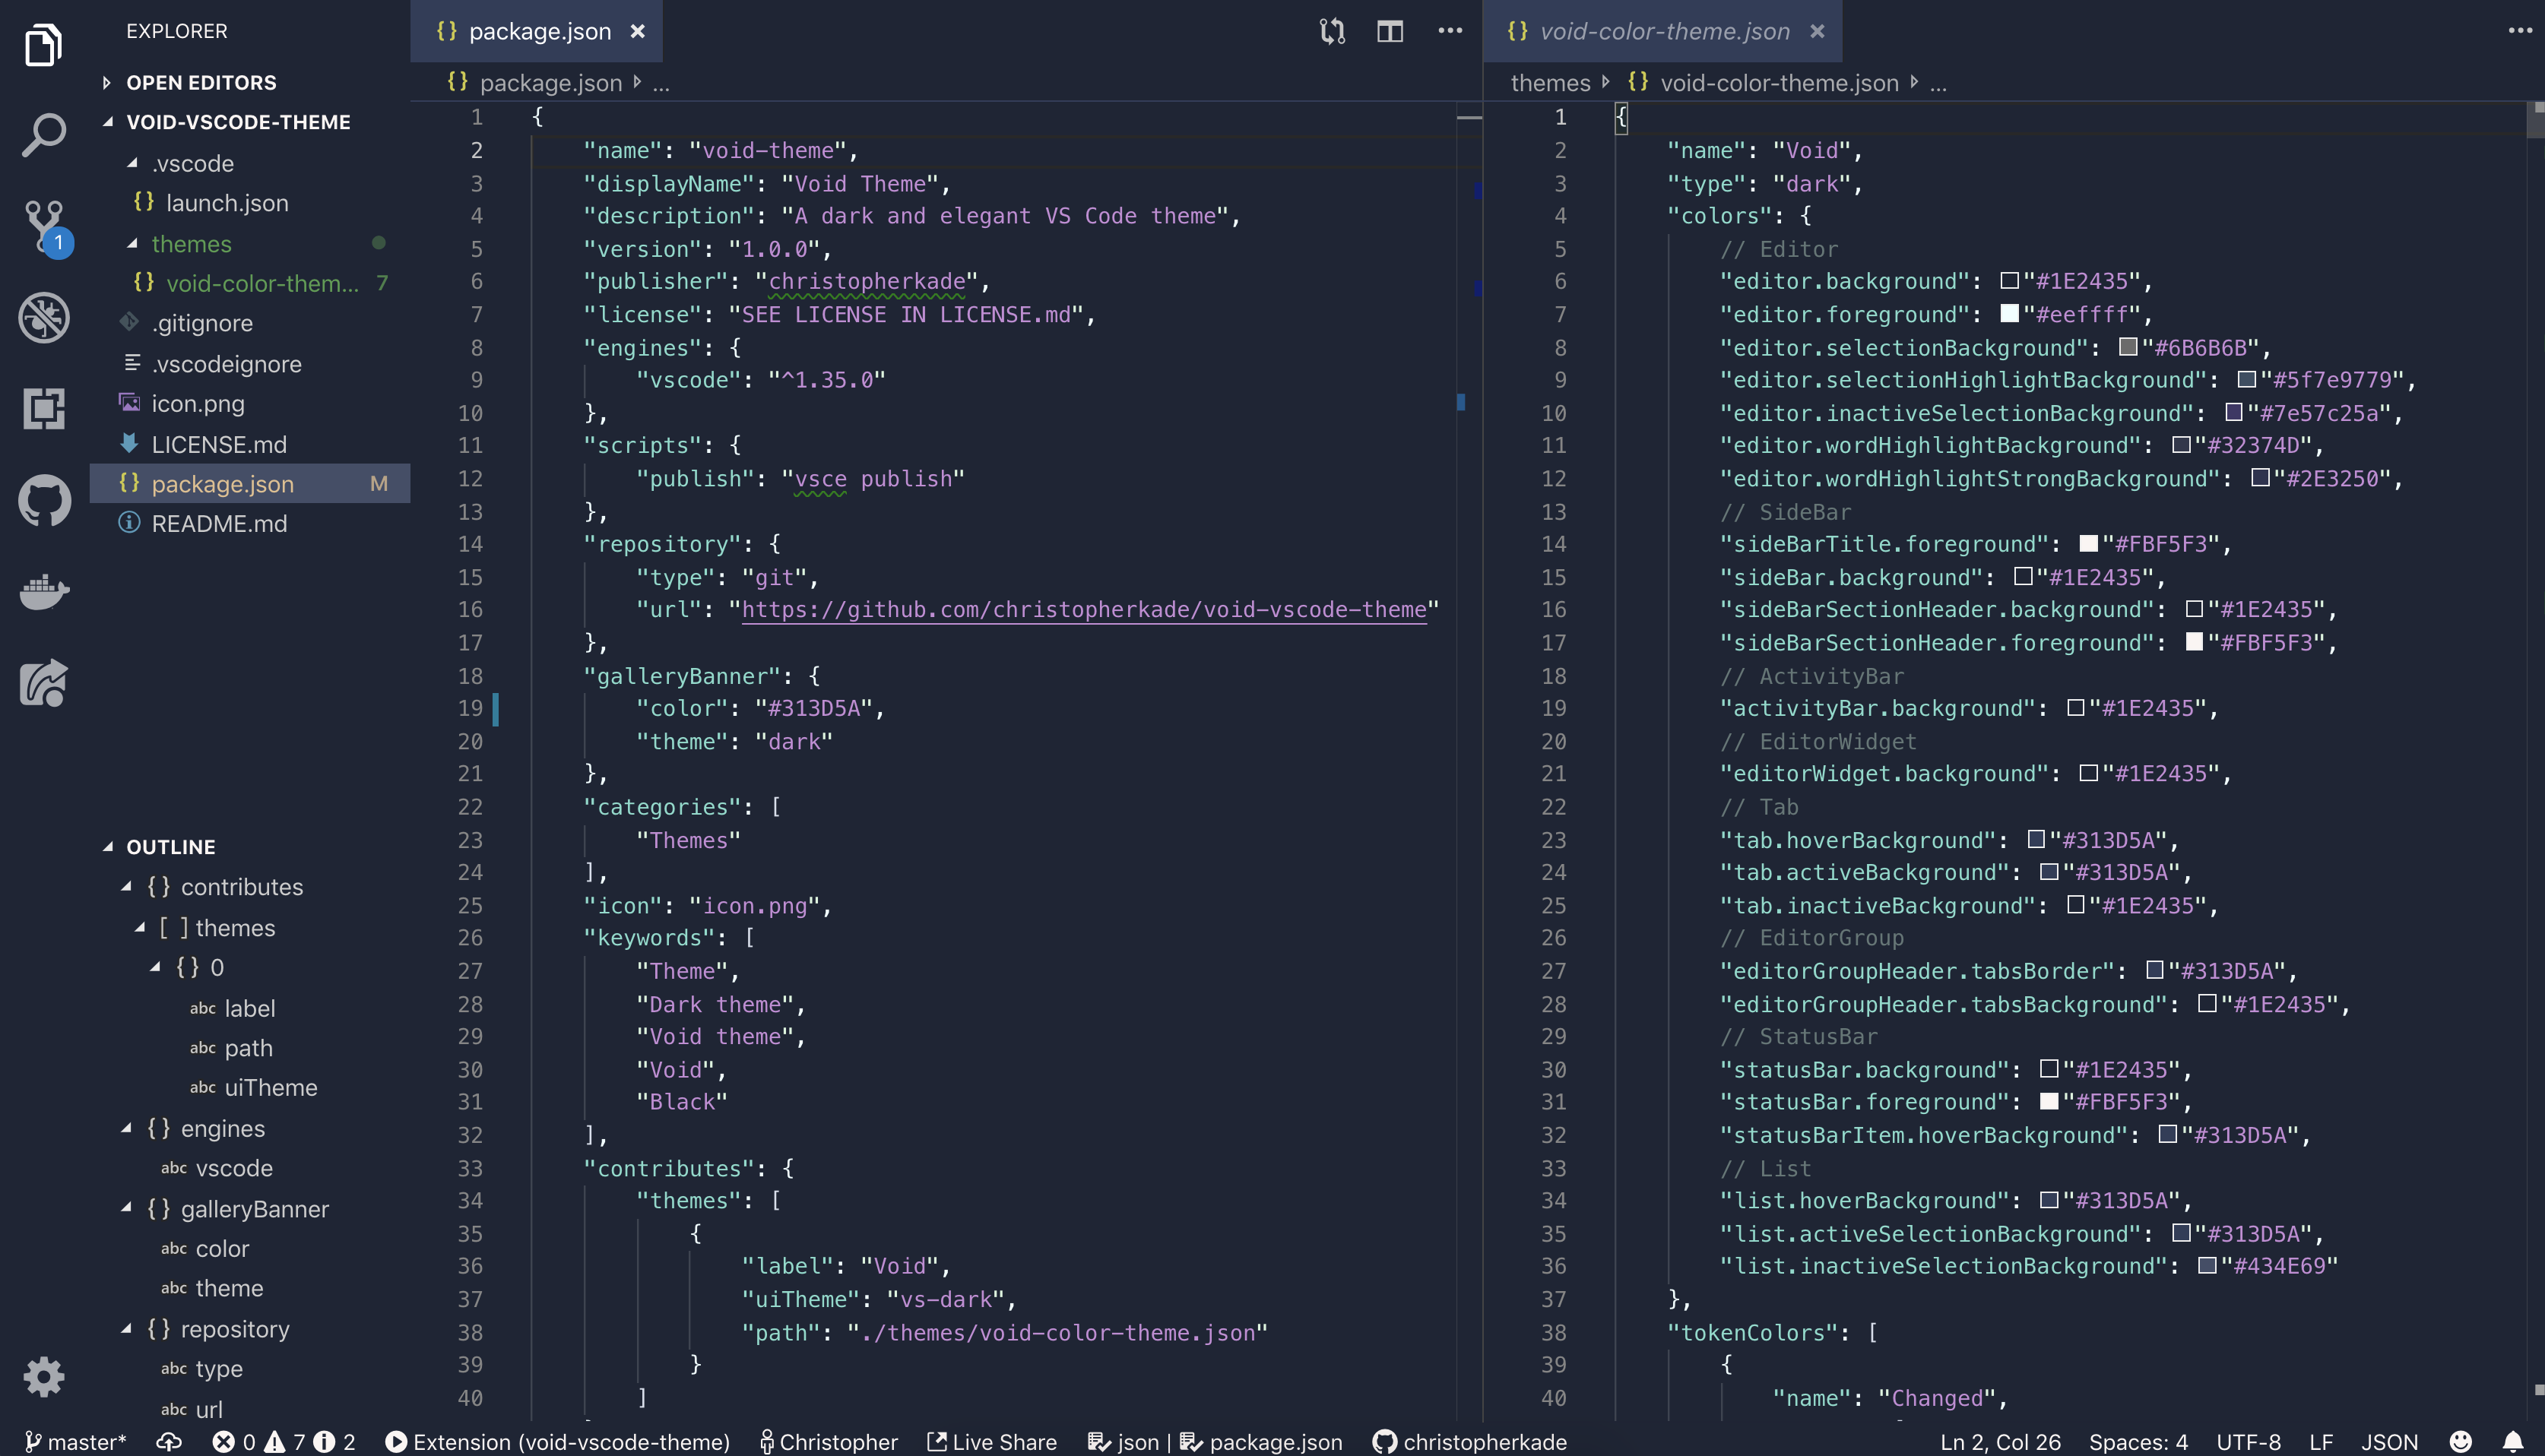 EXPLORER
OPEN EDITORS
VOID-VSCODE-THEME
.vscode
{} launch.json
themes
{} void-color-them... 7
.gitignore
.vscodeignore
icon.png
LICENSE.md
{} package.json M
README.md
1
OUTLINE
{} contributes
[ ] themes
{} 0
abc label
abc path
abc uiTheme
{} engines
abc vscode
{} galleryBanner
abc color
abc theme
{} repository
abc type
abc url
{} package.json ×
{} package.json ...
1 {
2 "name": "void-theme",
3 "displayName": "Void Theme",
4 "description": "A dark and elegant VS Code theme",
5 "version": "1.0.0",
6 "publisher": "christopherkade",
7 "license": "SEE LICENSE IN LICENSE.md",
8 "engines": {
9 "vscode": "^1.35.0"
10 },
11 "scripts": {
12 "publish": "vsce publish"
13 },
14 "repository": {
15 "type": "git",
16 "url": "https://github.com/christopherkade/void-vscode-theme"
17 },
18 "galleryBanner": {
19 "color": "#313D5A",
20 "theme": "dark"
21 },
22 "categories": [
23 "Themes"
24 ],
25 "icon": "icon.png",
26 "keywords": [
27 "Theme",
28 "Dark theme",
29 "Void theme",
30 "Void",
31 "Black"
32 ],
33 "contributes": {
34 "themes": [
35 {
36 "label": "Void",
37 "uiTheme": "vs-dark",
38 "path": "./themes/void-color-theme.json"
39 }
40 ]
{} void-color-theme.json ×
themes {} void-color-theme.json ...
1 {
2 "name": "Void",
3 "type": "dark",
4 "colors": {
5 // Editor
6 "editor.background": "#1E2435",
7 "editor.foreground": "#eeffff",
8 "editor.selectionBackground": "#6B6B6B",
9 "editor.selectionHighlightBackground": "#5f7e9779",
10 "editor.inactiveSelectionBackground": "#7e57c25a",
11 "editor.wordHighlightBackground": "#32374D",
12 "editor.wordHighlightStrongBackground": "#2E3250",
13 // SideBar
14 "sideBarTitle.foreground": "#FBF5F3",
15 "sideBar.background": "#1E2435",
16 "sideBarSectionHeader.background": "#1E2435",
17 "sideBarSectionHeader.foreground": "#FBF5F3",
18 // ActivityBar
19 "activityBar.background": "#1E2435",
20 // EditorWidget
21 "editorWidget.background": "#1E2435",
22 // Tab
23 "tab.hoverBackground": "#313D5A",
24 "tab.activeBackground": "#313D5A",
25 "tab.inactiveBackground": "#1E2435",
26 // EditorGroup
27 "editorGroupHeader.tabsBorder": "#313D5A",
28 "editorGroupHeader.tabsBackground": "#1E2435",
29 // StatusBar
30 "statusBar.background": "#1E2435",
31 "statusBar.foreground": "#FBF5F3",
32 "statusBarItem.hoverBackground": "#313D5A",
33 // List
34 "list.hoverBackground": "#313D5A",
35 "list.activeSelectionBackground": "#313D5A",
36 "list.inactiveSelectionBackground": "#434E69"
37 },
38 "tokenColors": [
39 {
40 "name": "Changed",
master* 0 7 2 Extension (void-vscode-theme) Christopher Live Share json | package.json christopherkade Ln 2, Col 26 Spaces: 4 UTF-8 LF JSON